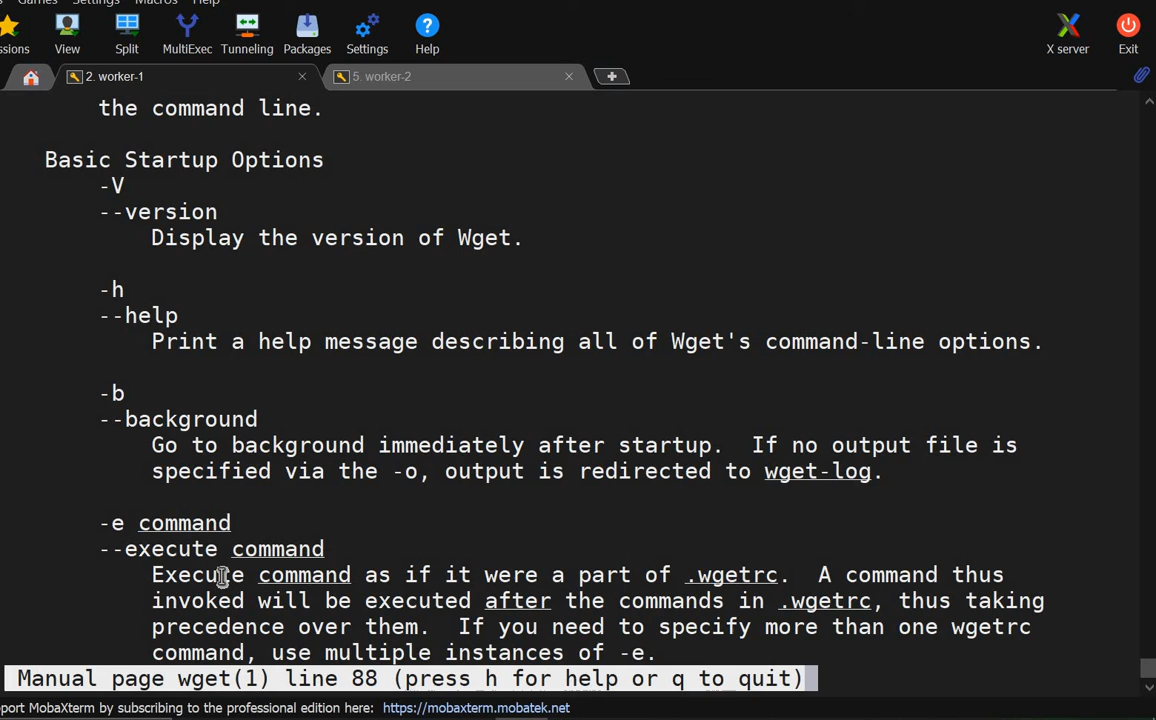 Games Settings Macros Help
ssions View Split MultiExec Tunneling Packages Settings Help X server Exit
2. worker-1 5. worker-2
the command line.
Basic Startup Options
-V
--version
Display the version of Wget.
-h
--help
Print a help message describing all of Wget's command-line options.
-b
--background
Go to background immediately after startup.  If no output file is
specified via the -o, output is redirected to wget-log.
-e command
--execute command
Execute command as if it were a part of .wgetrc.  A command thus
invoked will be executed after the commands in .wgetrc, thus taking
precedence over them.  If you need to specify more than one wgetrc
command, use multiple instances of -e.
Manual page wget(1) line 88 (press h for help or q to quit)
port MobaXterm by subscribing to the professional edition here: https://mobaxterm.mobatek.net